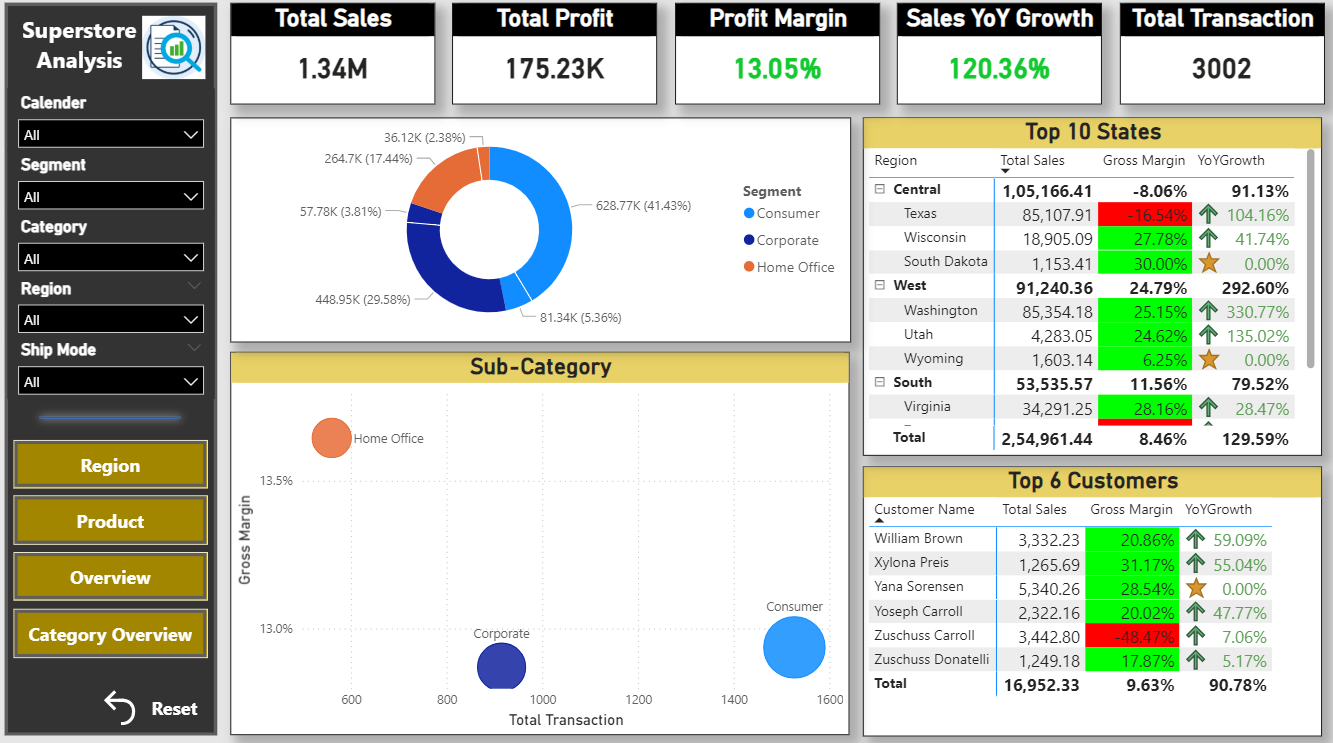 Superstore
Analysis
Calender
All
Segment
All
Category
All
Region
All
Ship Mode
All
Region
Product
Overview
Category Overview
Reset
Total Sales
1.34M
Total Profit
175.23K
Profit Margin
13.05%
Sales YoY Growth
120.36%
Total Transaction
3002
36.12K (2.38%)
264.7K (17.44%)
57.78K (3.81%)
448.95K (29.58%)
628.77K (41.43%)
81.34K (5.36%)
Segment
Consumer
Corporate
Home Office
Sub-Category
Gross Margin
13.5%
13.0%
Home Office
Corporate
Consumer
600 800 1000 1200 1400 1600
Total Transaction
Top 10 States
Region Total Sales Gross Margin YoYGrowth
Central 1,05,166.41 -8.06% 91.13%
Texas 85,107.91 -16.54% 104.16%
Wisconsin 18,905.09 27.78% 41.74%
South Dakota 1,153.41 30.00% 0.00%
West 91,240.36 24.79% 292.60%
Washington 85,354.18 25.15% 330.77%
Utah 4,283.05 24.62% 135.02%
Wyoming 1,603.14 6.25% 0.00%
South 53,535.57 11.56% 79.52%
Virginia 34,291.25 28.16% 28.47%
Total 2,54,961.44 8.46% 129.59%
Top 6 Customers
Customer Name Total Sales Gross Margin YoYGrowth
William Brown 3,332.23 20.86% 59.09%
Xylona Preis 1,265.69 31.17% 55.04%
Yana Sorensen 5,340.26 28.54% 0.00%
Yoseph Carroll 2,322.16 20.02% 47.77%
Zuschuss Carroll 3,442.80 -48.47% 7.06%
Zuschuss Donatelli 1,249.18 17.87% 5.17%
Total 16,952.33 9.63% 90.78%